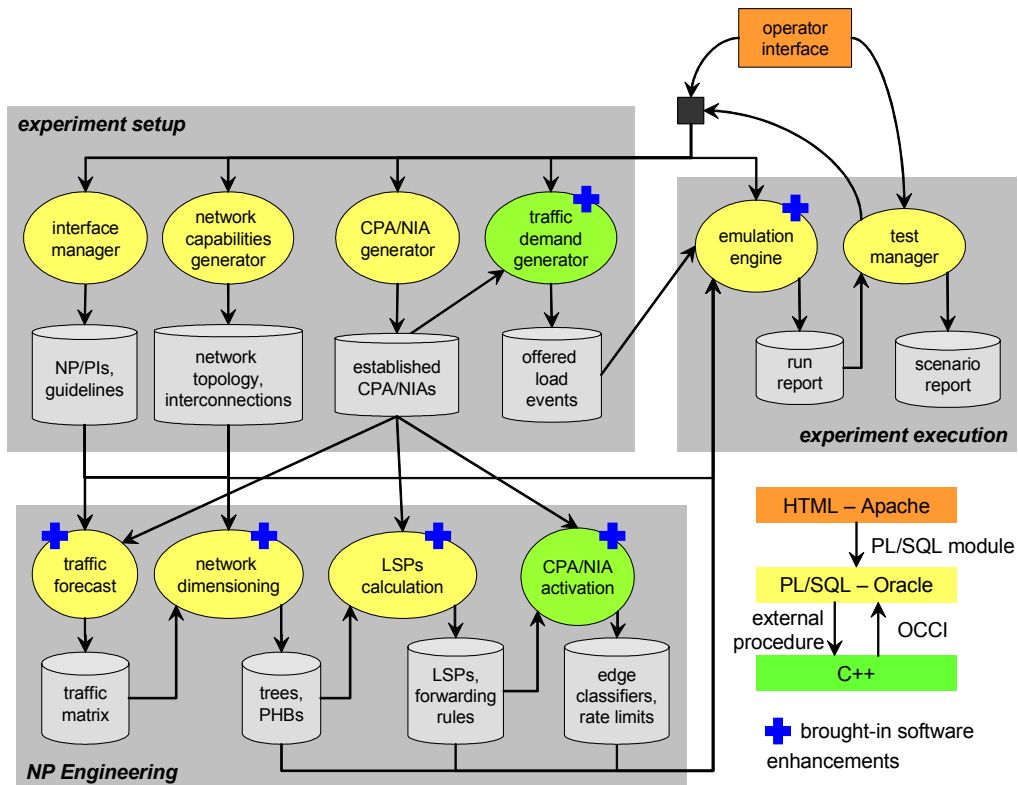 operator
interface
experiment setup
interface
manager
network
capabilities
generator
CPA/NIA
generator
traffic
demand
generator
emulation
engine
test
manager
NP/PIs,
guidelines
network
topology,
interconnections
established
CPA/NIAs
offered
load
events
run
report
scenario
report
experiment execution
traffic
forecast
network
dimensioning
LSPs
calculation
CPA/NIA
activation
traffic
matrix
trees,
PHBs
LSPs,
forwarding
rules
edge
classifiers,
rate limits
NP Engineering
HTML – Apache
PL/SQL module
PL/SQL – Oracle
external
procedure
OCCI
C++
brought-in software
enhancements